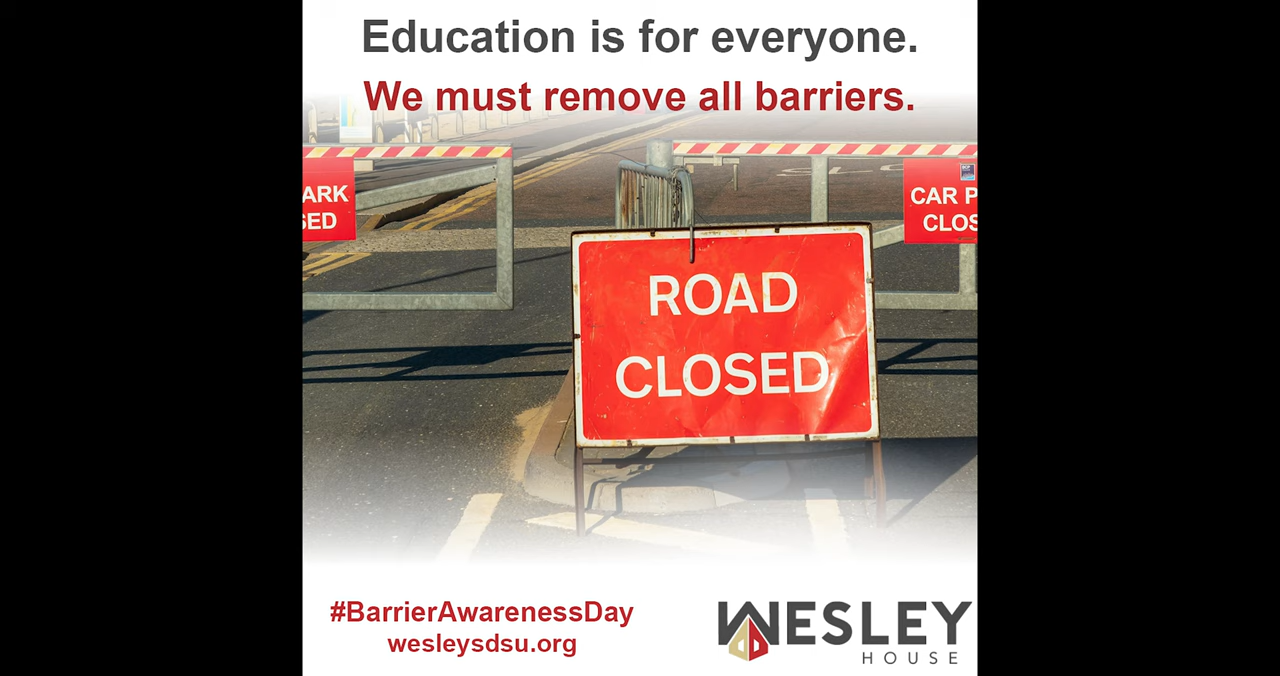 Education is for everyone.
We must remove all barriers.
ARK
SED
CAR P
CLOS
ROAD
CLOSED
#BarrierAwarenessDay
wesleysdsu.org
WESLEY
HOUSE